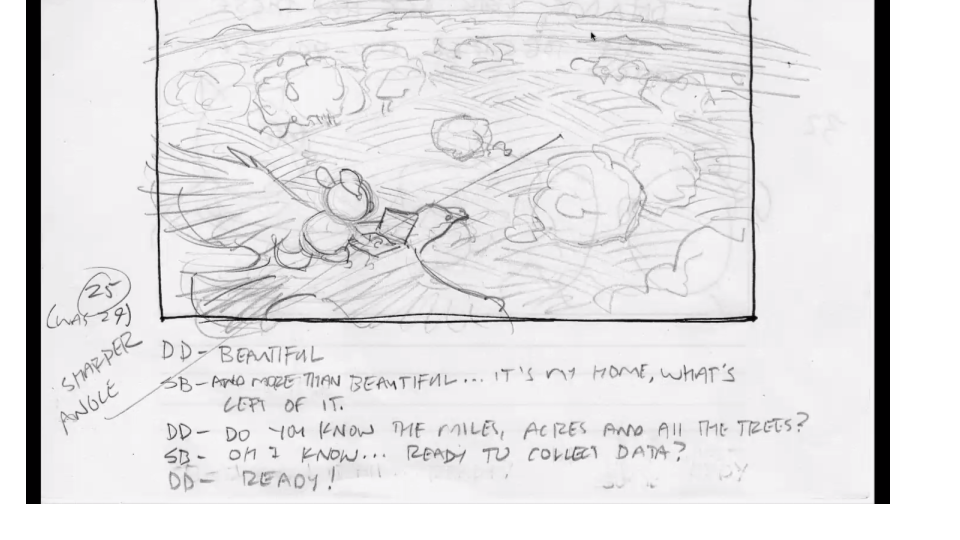 25
(WAS 29)
SHARPER
ANGLE
DD- BEAUTIFUL
SB- AND MORE THAN BEAUTIFUL... IT'S MY HOME, WHAT'S
LEFT OF IT.
DD- DO YOU KNOW THE MILES, ACRES AND All THE TREES?
SB- OH I KNOW... READY TO COLLECT DATA?
DD- READY!